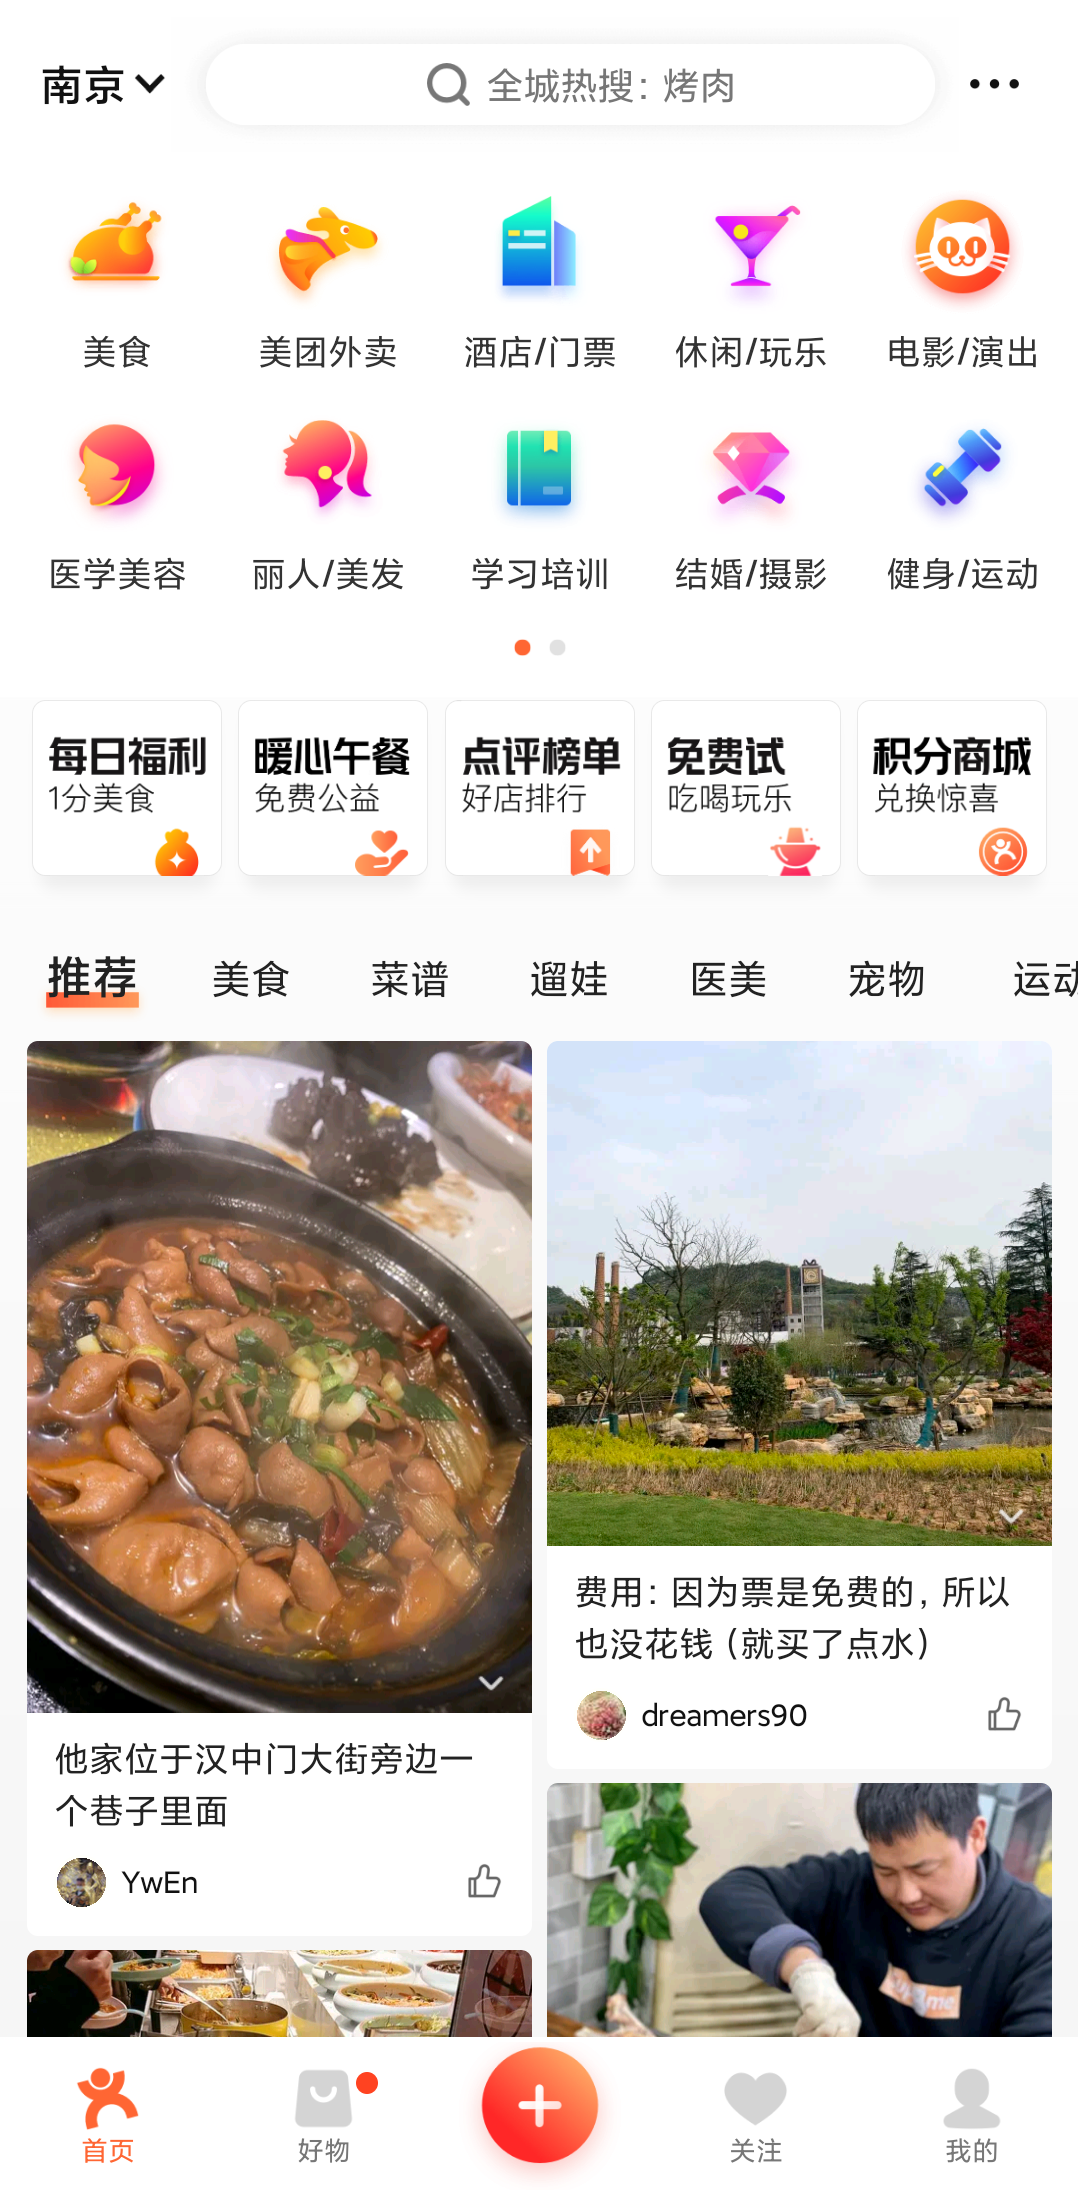 南京
全城热搜：烤肉
美食
美团外卖
酒店/门票
休闲/玩乐
电影/演出
医学美容
丽人/美发
学习培训
结婚/摄影
健身/运动
每日福利
1分美食
暖心午餐
免费公益
点评榜单
好店排行
免费试
吃喝玩乐
积分商城
兑换惊喜
推荐
美食
菜谱
遛娃
医美
宠物
运动
他家位于汉中门大街旁边一
个巷子里面
YwEn
费用：因为票是免费的，所以
也没花钱（就买了点水）
dreamers90
首页
好物
关注
我的